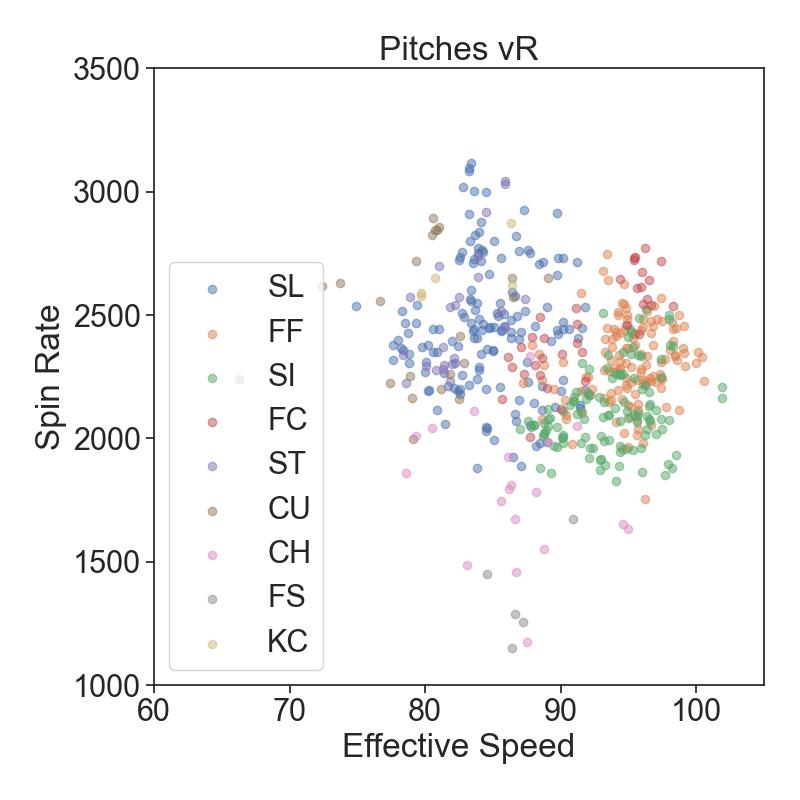 Pitches vR
3500
3000
2500
2000
1500
1000
Spin Rate
SL
FF
SI
FC
ST
CU
CH
FS
KC
60 70 80 90 100
Effective Speed